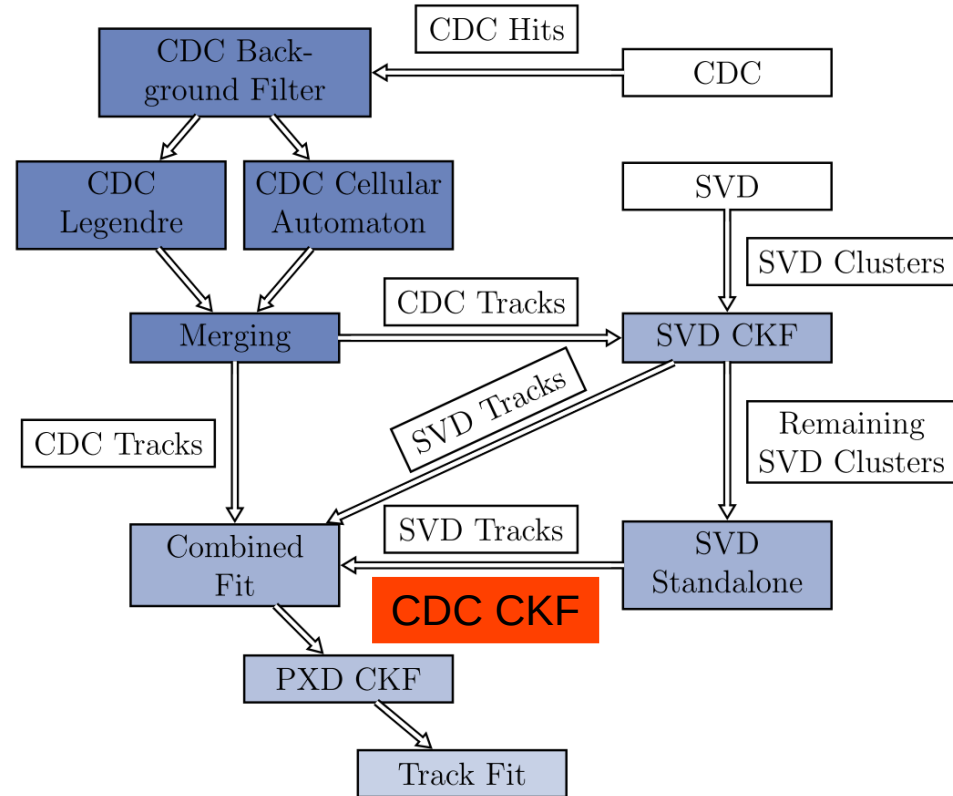 CDC Hits
CDC Back-
ground Filter
CDC
CDC
Legendre
CDC Cellular
Automaton
SVD
SVD Clusters
CDC Tracks
Merging
SVD CKF
SVD Tracks
CDC Tracks
Remaining
SVD Clusters
SVD Tracks
Combined
Fit
SVD
Standalone
CDC CKF
PXD CKF
Track Fit